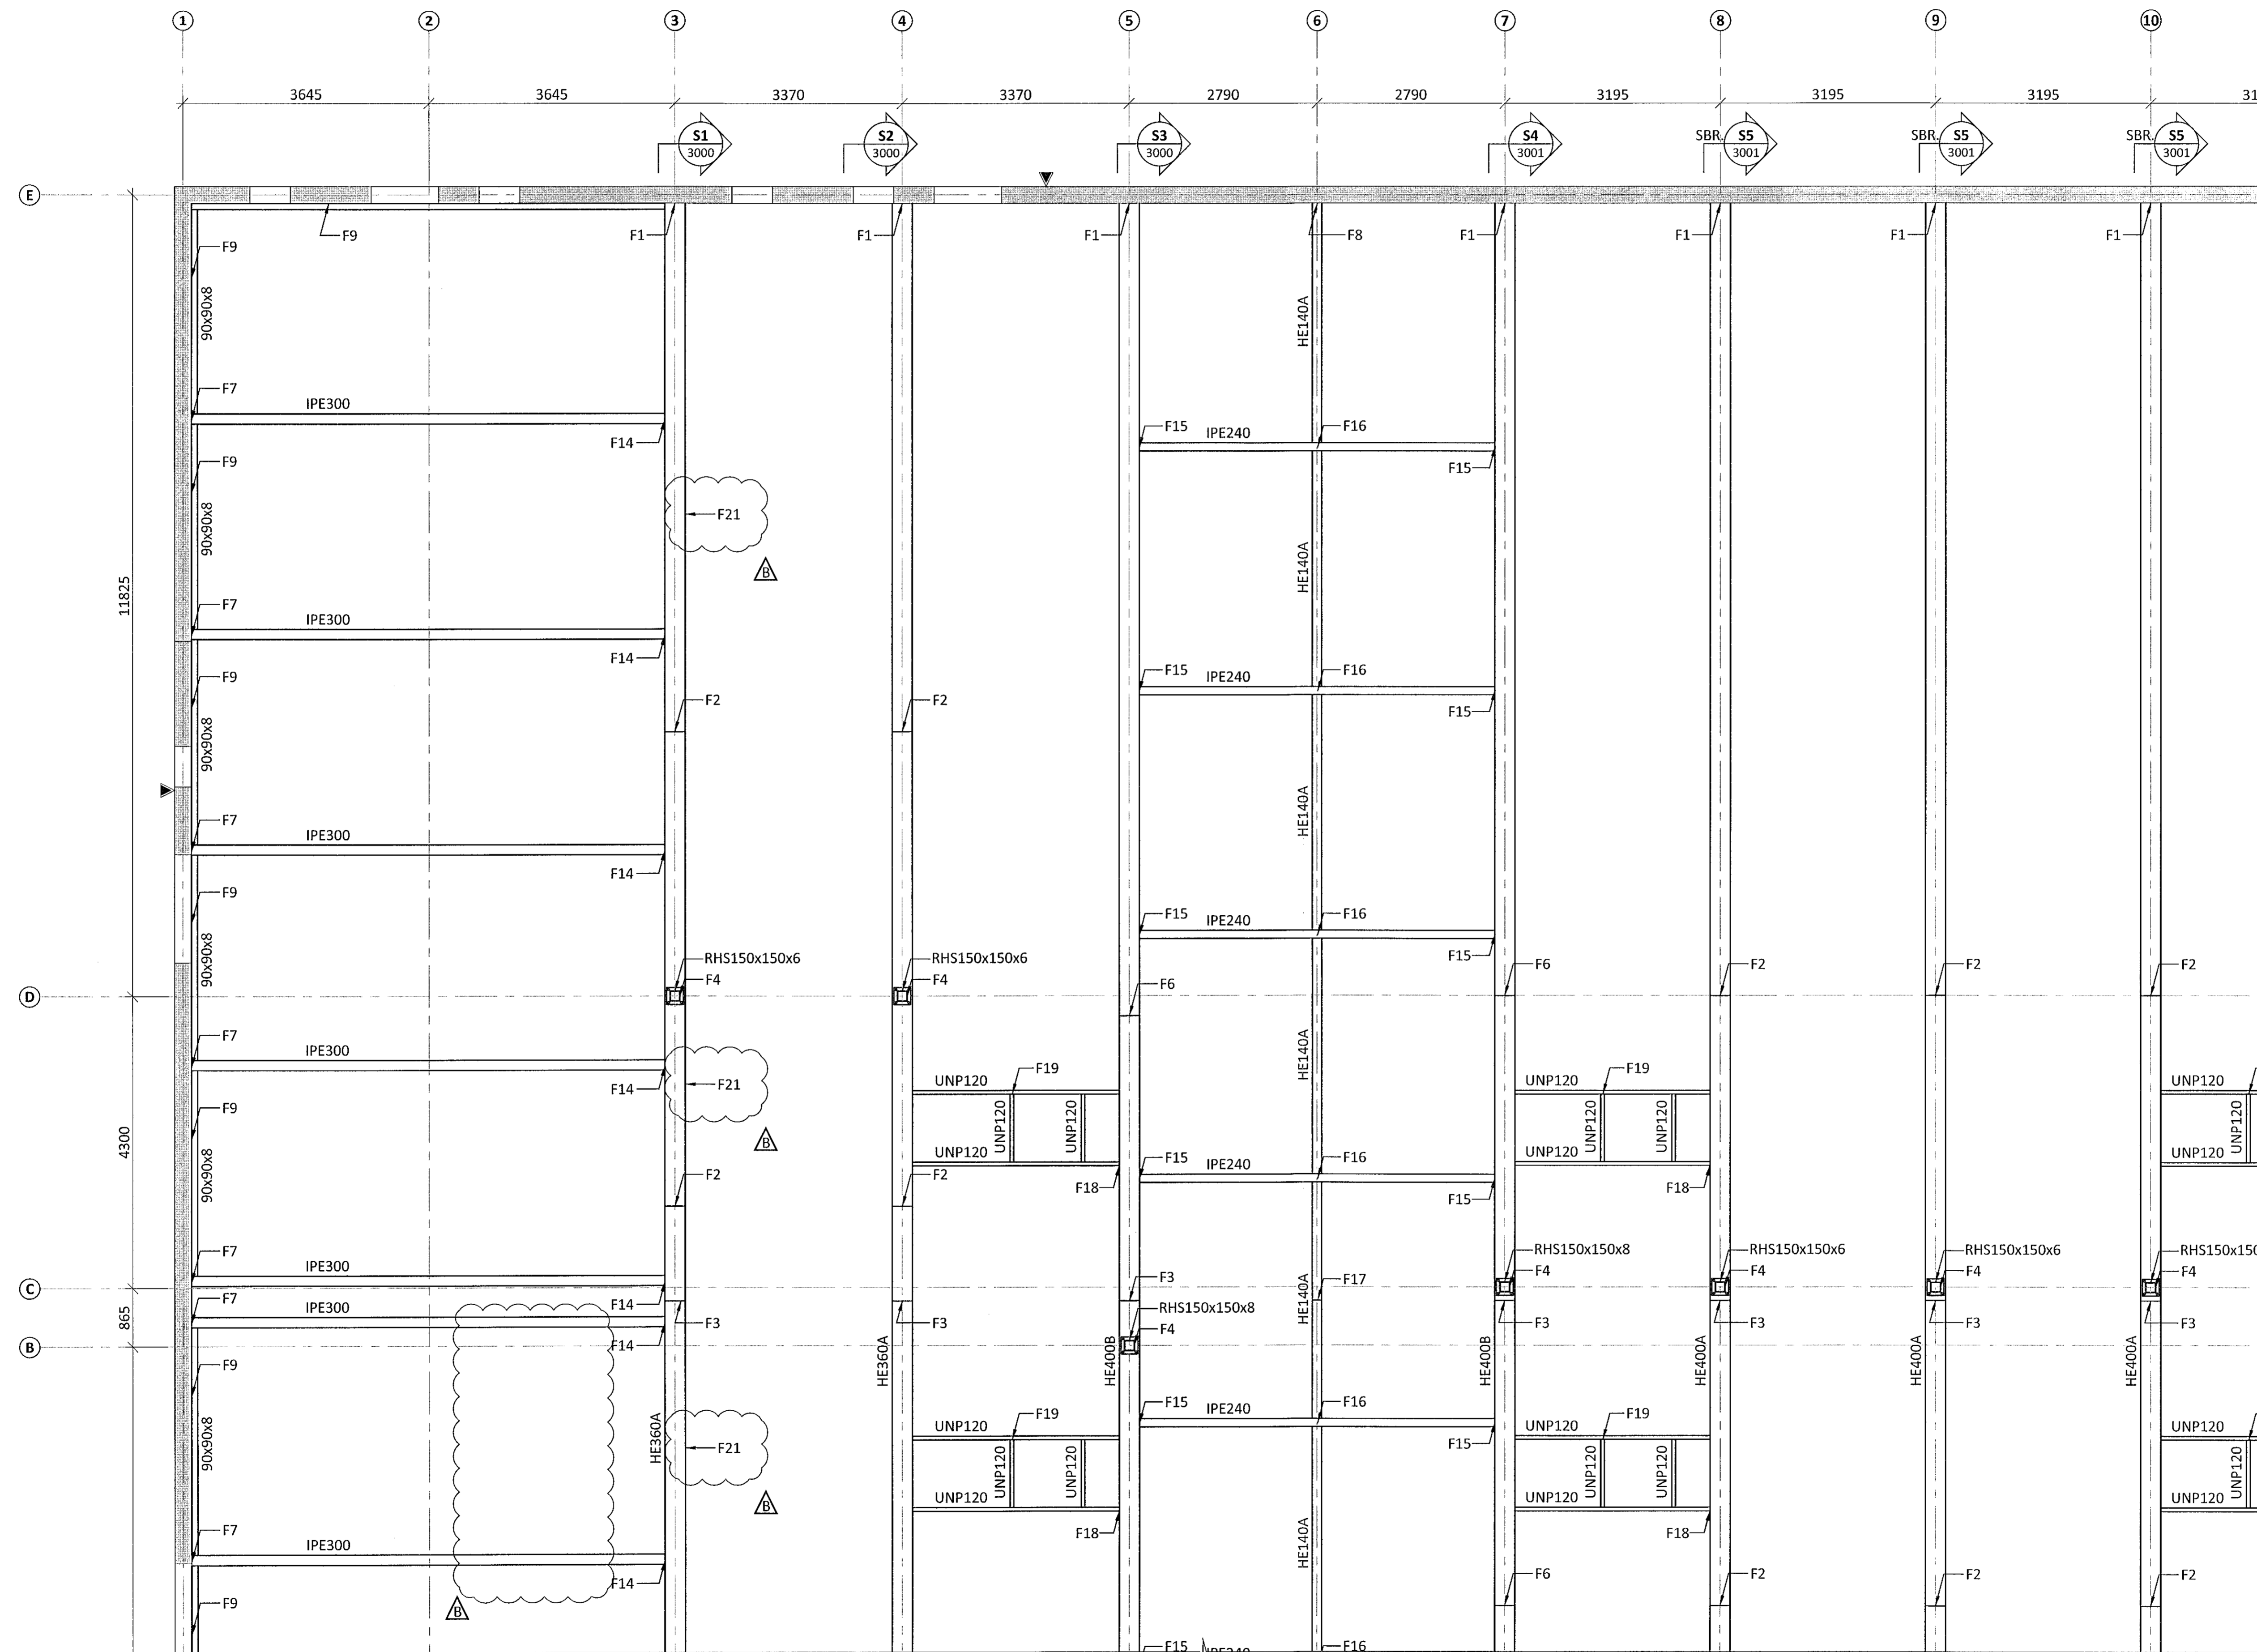 1 2 3 4 5 6 7 8 9 10
3645 3645 3370 3370 2790 2790 3195 3195 3195
S1 S2 S3 S4 SBR. S5 SBR. S5 SBR. S5
3000 3000 3000 3001 3001 3001 3001
E
F9 F1 F1 F1 F8 F1 F1 F1 F1
F9
90x90x8 HE140A
F7
IPE300
F14
F15 IPE240 F16
F15
F9
90x90x8 F21 HE140A
B
11825
F7
IPE300
F14
F15 IPE240 F16
F15
F9
F2 F2
90x90x8 HE140A
F7
IPE300
F14
F9
F15 IPE240 F16
F15
90x90x8 RHS150x150x6 RHS150x150x6 F6 F2 F2 F2
F4 F4 F6
D
F7
IPE300 HE140A
F14 F21
UNP120 F19 UNP120 F19 UNP120
F9
UNP120 UNP120 UNP120 UNP120 UNP120
4300
B
UNP120 UNP120 UNP120
90x90x8 F2 F2 F18 F15 IPE240 F16 F15 F18
F7
IPE300
RHS150x150x8 RHS150x150x6 RHS150x150x6
F4 F4 F4 F4
C
F14 F3 HE140A F17
F7
IPE300
865
F14 F3 F3 RHS150x150x8 F3 F3 F3 F3
F4
B
F9
HE360A HE400B HE400B HE400A HE400A HE400A
F15 IPE240 F16
F15
90x90x8 HE360A F21
UNP120 F19 UNP120 F19 UNP120
UNP120 UNP120 UNP120 UNP120 UNP120
B
UNP120 UNP120 UNP120
F18 F18
F7
IPE300 HE140A
F14
F6 F2 F2 F2
F9
B
F15 F16